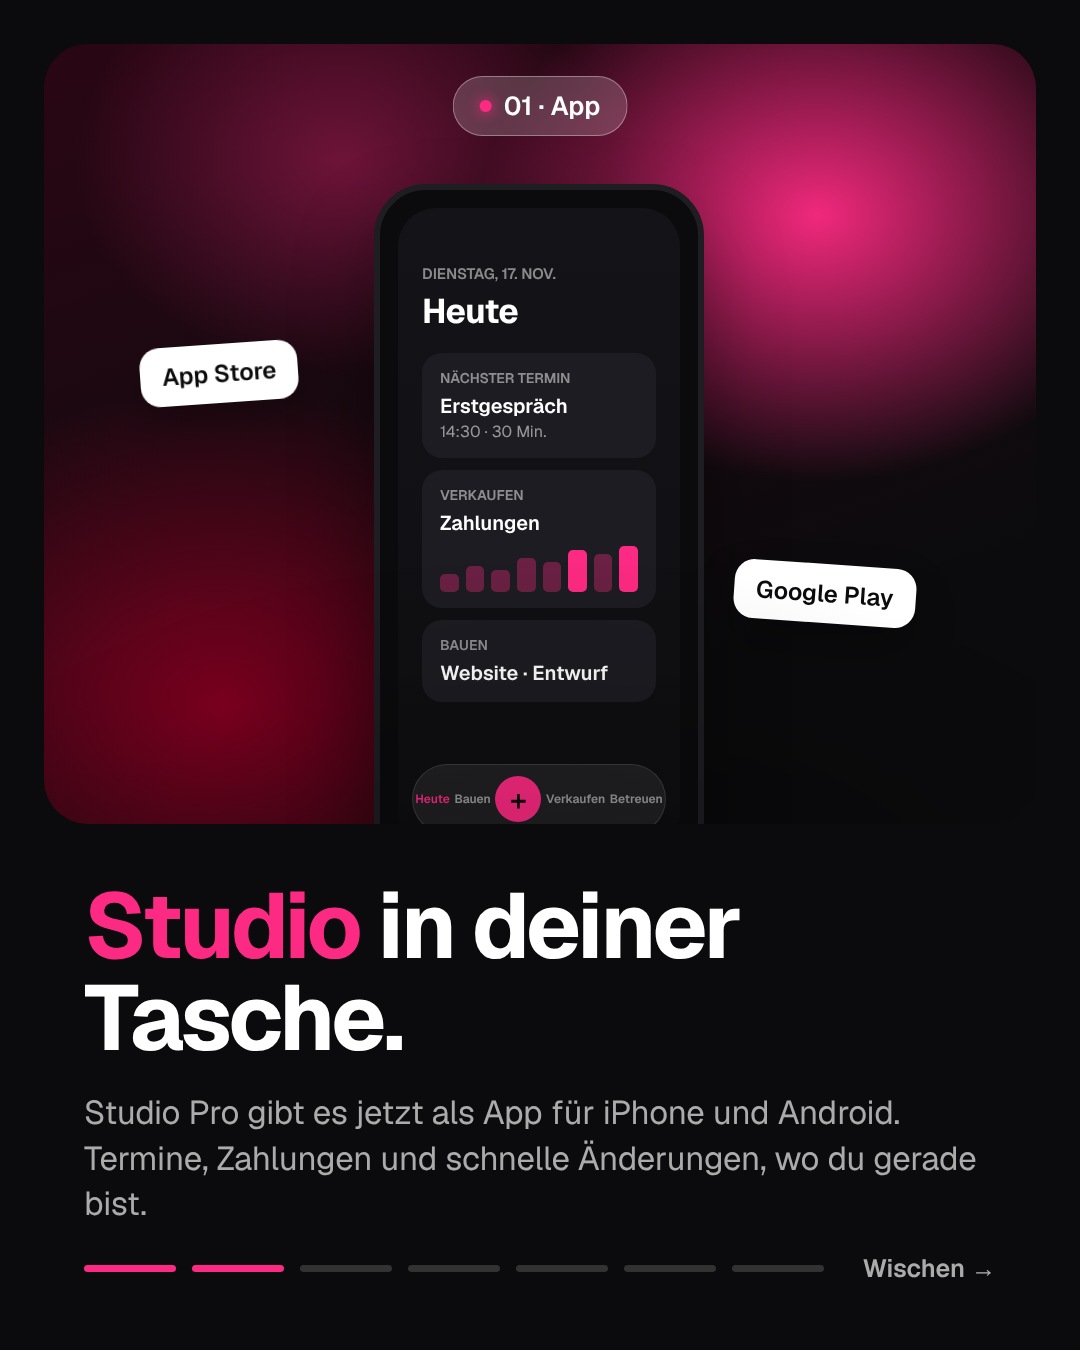 01 · App
DIENSTAG, 17. NOV.
Heute
NÄCHSTER TERMIN
Erstgespräch
14:30 · 30 Min.
App Store
VERKAUFEN
Zahlungen
Google Play
BAUEN
Website · Entwurf
Heute Bauen + Verkaufen Betreuen
Studio in deiner
Tasche.
Studio Pro gibt es jetzt als App für iPhone und Android.
Termine, Zahlungen und schnelle Änderungen, wo du gerade
bist.
Wischen →